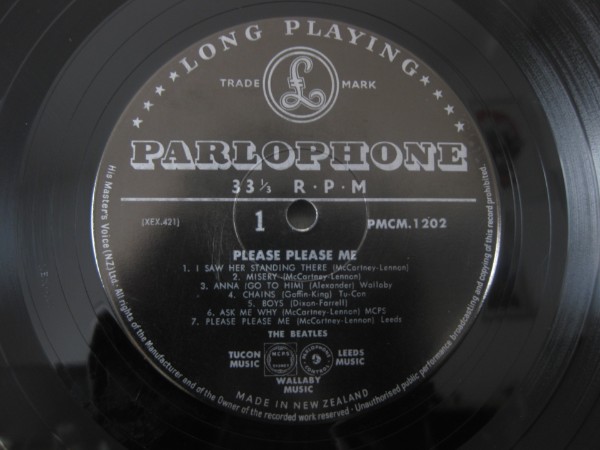 ★★★★★ LONG PLAYING ★★★★★
TRADE £ MARK
PARLOPHONE
33⅓ R·P·M
(XEX.421) 1 PMCM.1202
PLEASE PLEASE ME
1. I SAW HER STANDING THERE (McCartney-Lennon)
2. MISERY (McCartney-Lennon)
3. ANNA (GO TO HIM) (Alexander) Wallaby
4. CHAINS (Goffin-King) Tu-Con
5. BOYS (Dixon-Farrell)
6. ASK ME WHY (McCartney-Lennon) MCPS
7. PLEASE PLEASE ME (McCartney-Lennon) Leeds
THE BEATLES
TUCON MUSIC
LEEDS MUSIC
WALLABY MUSIC
MADE IN NEW ZEALAND
His Master's Voice (NZ) Ltd. All rights of the Manufacturer and of the Owner of the recorded work reserved - Unauthorised public performance broadcasting and copying of this record prohibited.